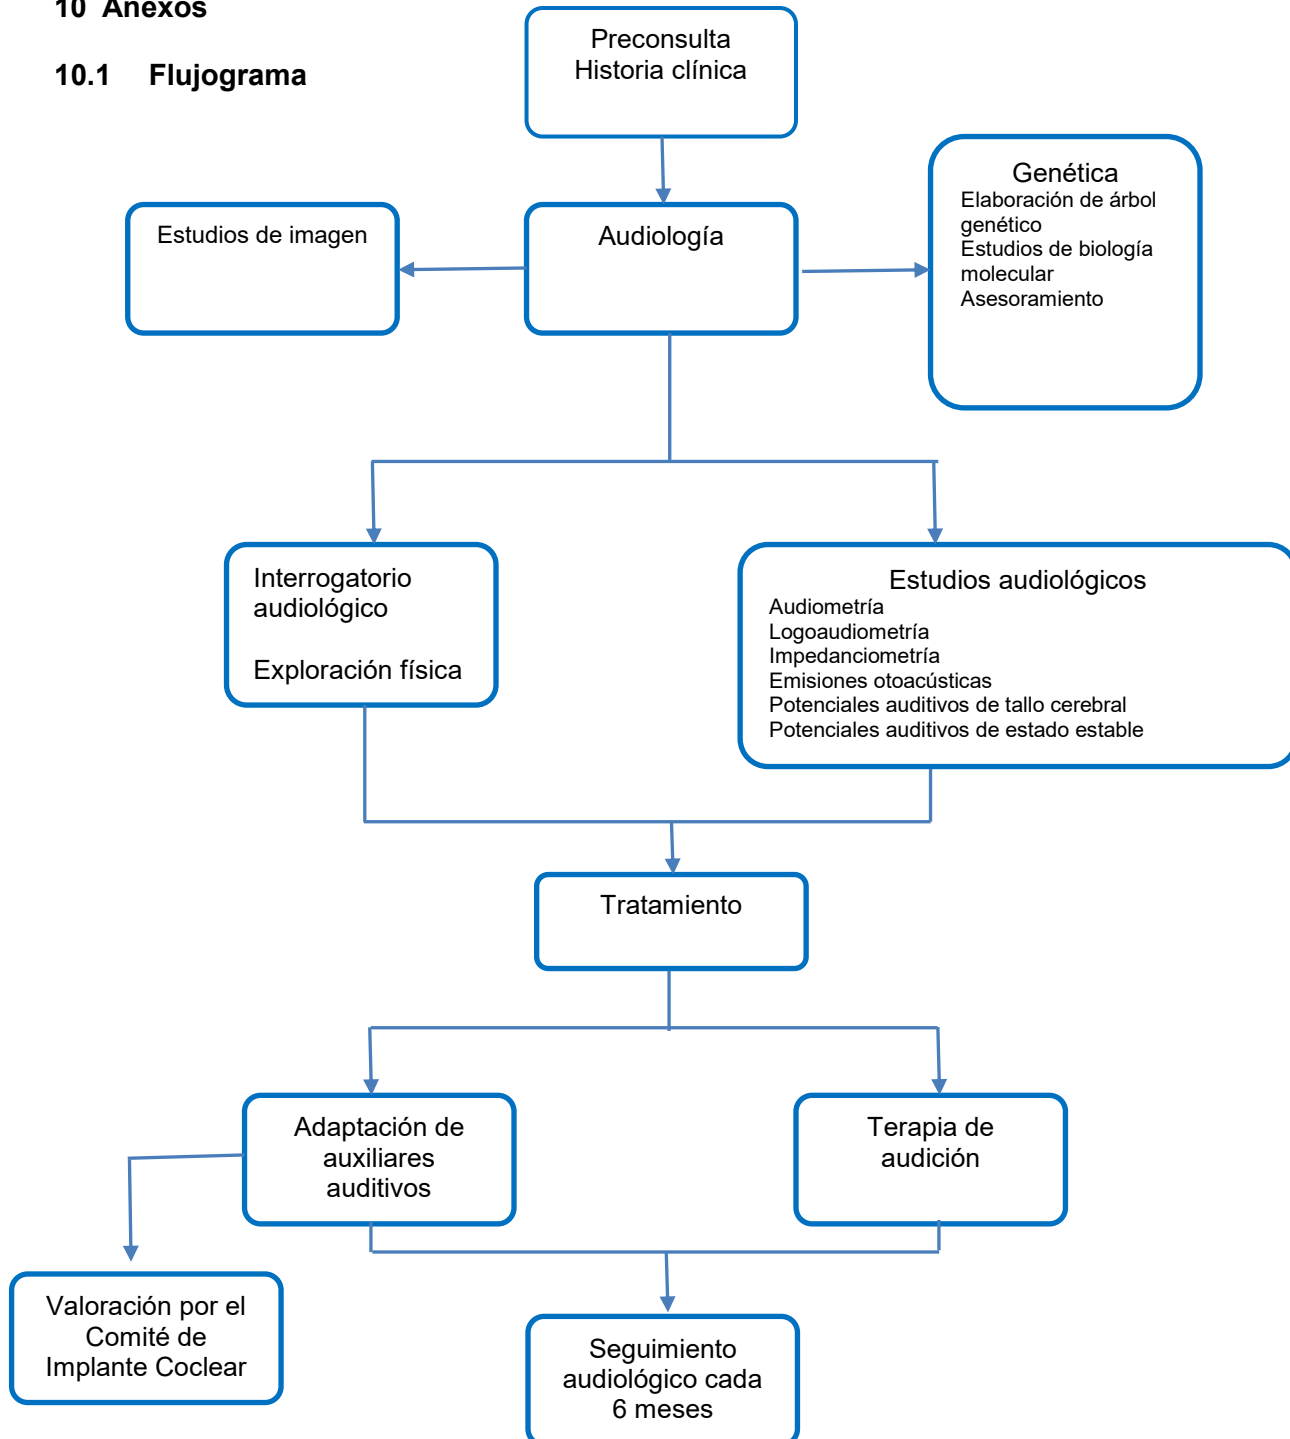 10 Anexos
10.1 Flujograma
Preconsulta
Historia clínica
Estudios de imagen
Audiología
Genética
Elaboración de árbol
genético
Estudios de biología
molecular
Asesoramiento
Interrogatorio
audiológico
Exploración física
Estudios audiológicos
Audiometría
Logoaudiometría
Impedanciometría
Emisiones otoacústicas
Potenciales auditivos de tallo cerebral
Potenciales auditivos de estado estable
Tratamiento
Adaptación de
auxiliares
auditivos
Terapia de
audición
Valoración por el
Comité de
Implante Coclear
Seguimiento
audiológico cada
6 meses